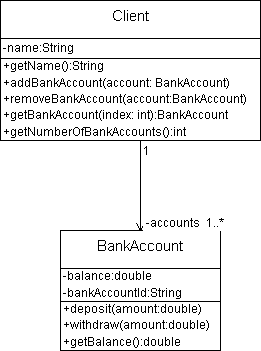 Client
-name:String
+getName():String
+addBankAccount(account: BankAccount)
+removeBankAccount(account:BankAccount)
+getBankAccount(index: int):BankAccount
+getNumberOfBankAccounts():int
1
-accounts 1..*
BankAccount
-balance:double
-bankAccountId:String
+deposit(amount:double)
+withdraw(amount:double)
+getBalance():double